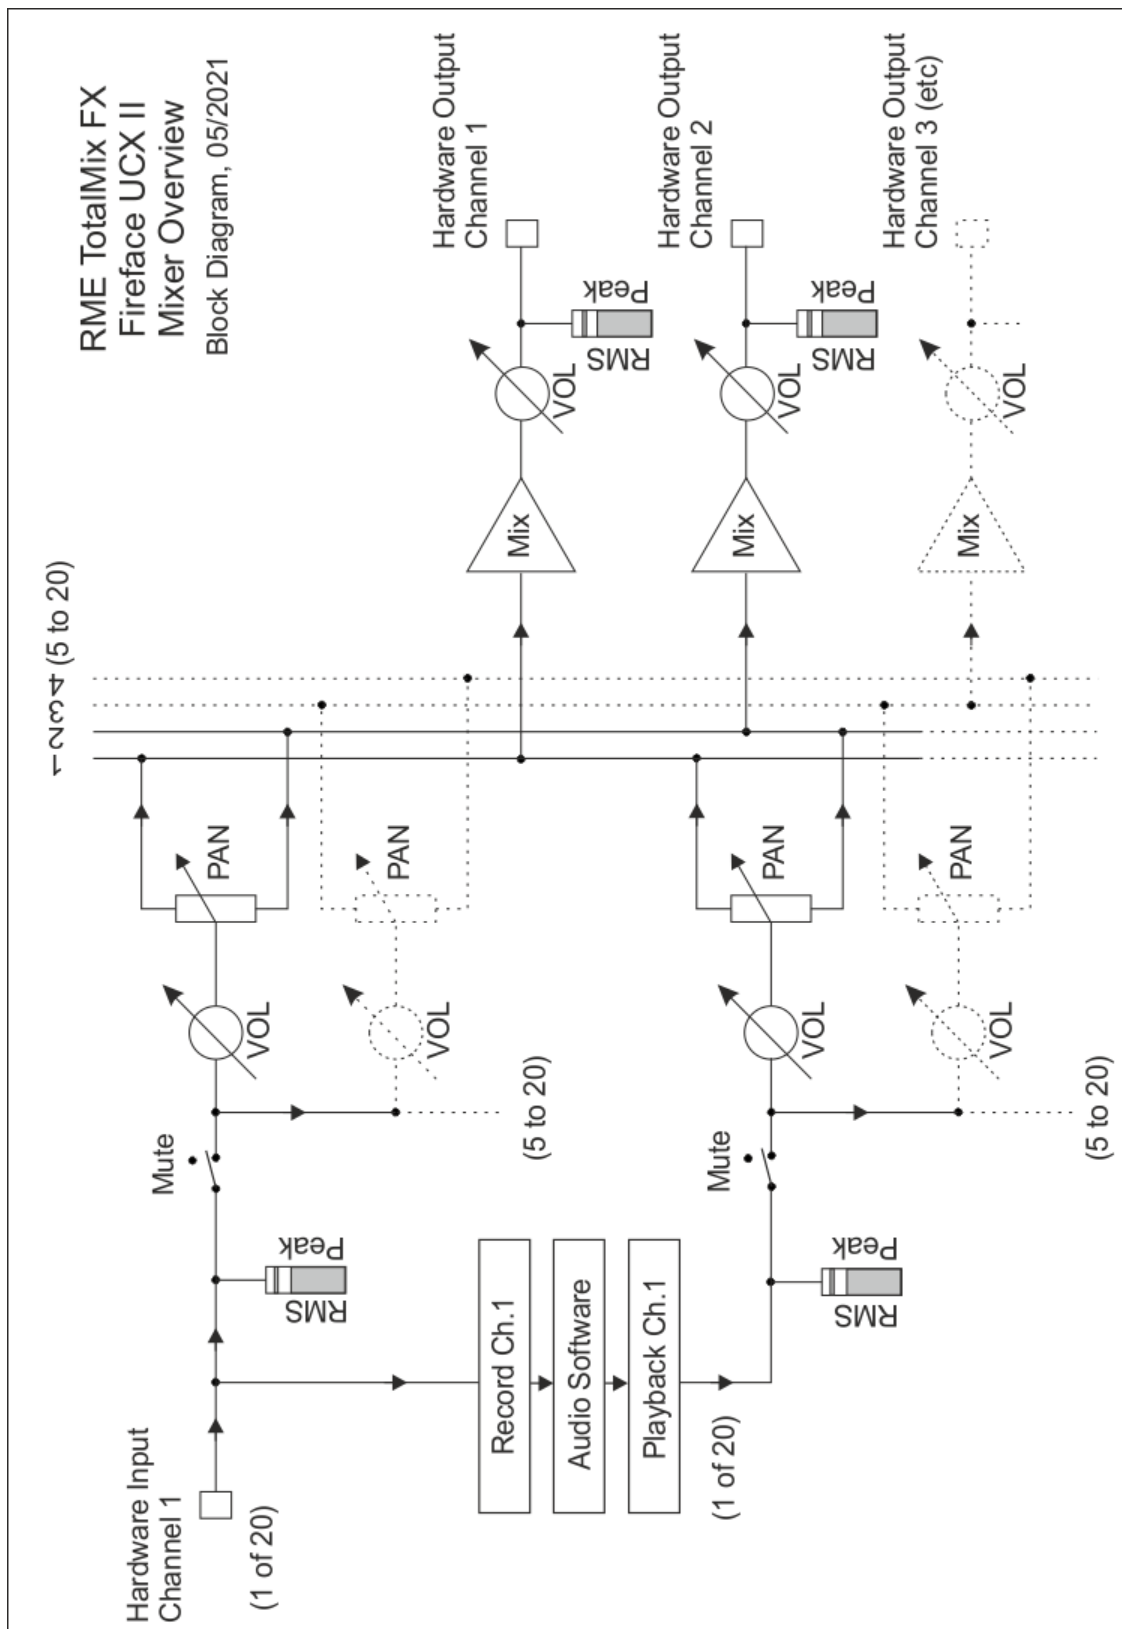 RME TotalMix FX
Fireface UCX II
Mixer Overview
Block Diagram, 05/2021
Hardware Input
Channel 1
(1 of 20)
RMS
Peak
Mute
VOL
PAN
VOL
PAN
(5 to 20)
1 2 3 4 (5 to 20)
Record Ch.1
Audio Software
Playback Ch.1
(1 of 20)
RMS
Peak
Mute
VOL
PAN
VOL
PAN
(5 to 20)
Mix
VOL
RMS
Peak
Hardware Output
Channel 1
Mix
VOL
RMS
Peak
Hardware Output
Channel 2
Mix
VOL
Hardware Output
Channel 3 (etc)